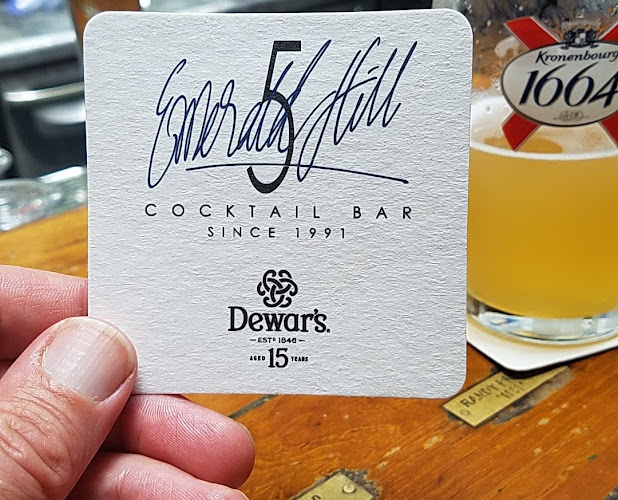 5
Emerald Hill
COCKTAIL BAR
SINCE 1991
Dewar's.
ESTD 1846
AGED 15 YEARS
Kronenbourg
1664